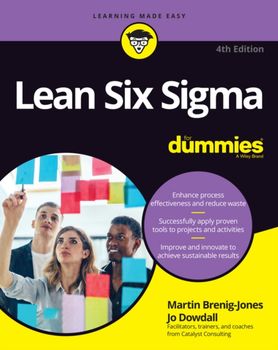 LEARNING MADE EASY
4th Edition
Lean Six Sigma
for
dummies
A Wiley Brand
Enhance process
effectiveness and reduce waste
Successfully apply proven
tools to projects and activities
Improve and innovate to
achieve sustainable results
Martin Brenig-Jones
Jo Dowdall
Facilitators, trainers, and coaches
from Catalyst Consulting